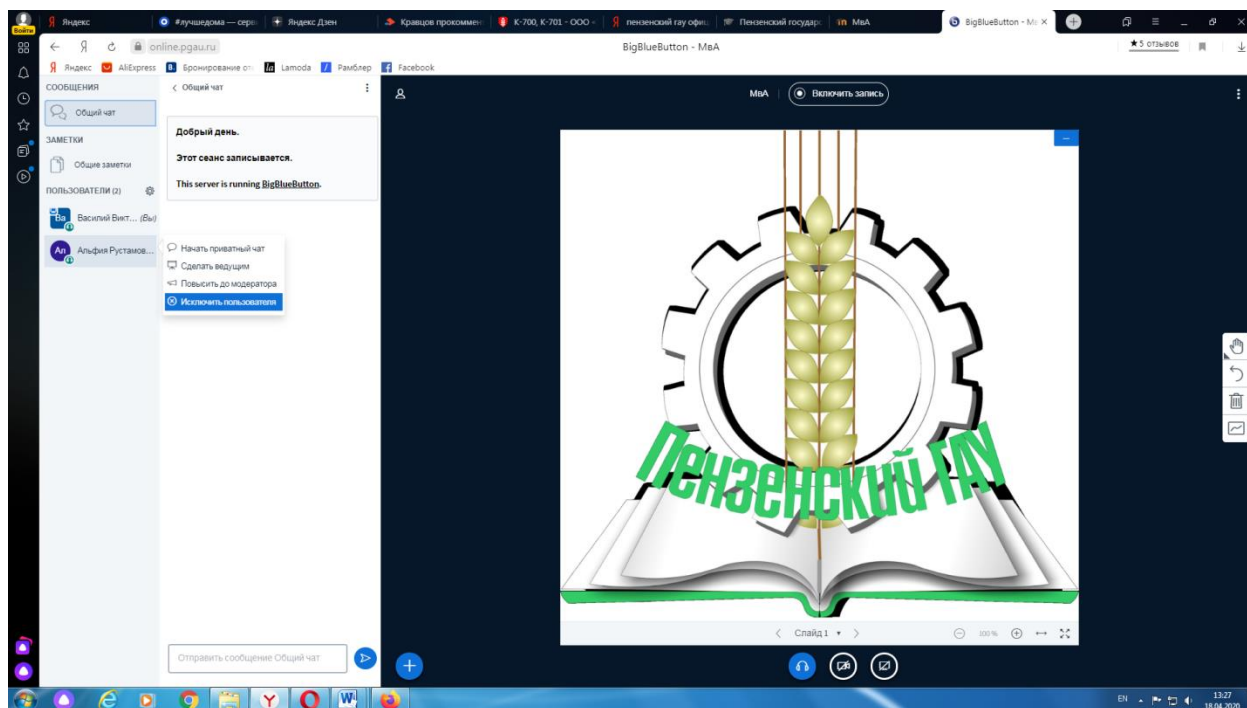 Войти
Яндекс
#лучшедома — серв
Яндекс Дзен
Кравцов прокоммен
К-700, К-701 - ООО «
пензенский гау офиц
Пензенский государс
МвА
BigBlueButton - Мв
online.pgau.ru
BigBlueButton - МвА
★ 5 отзывов
Яндекс
AliExpress
Бронирование от
Lamoda
Рамблер
Facebook
СООБЩЕНИЯ
Общий чат
ЗАМЕТКИ
Общие заметки
ПОЛЬЗОВАТЕЛИ (2)
Ва Василий Викт... (Вы)
Ал Альфия Рустамов...
Общий чат
Добрый день.
Этот сеанс записывается.
This server is running BigBlueButton.
Начать приватный чат
Сделать ведущим
Повысить до модератора
Исключить пользователя
Отправить сообщение Общий чат
МвА | Включить запись
Пензенский ГАУ
Слайд 1
100 %
EN
13:27
18.04.2020